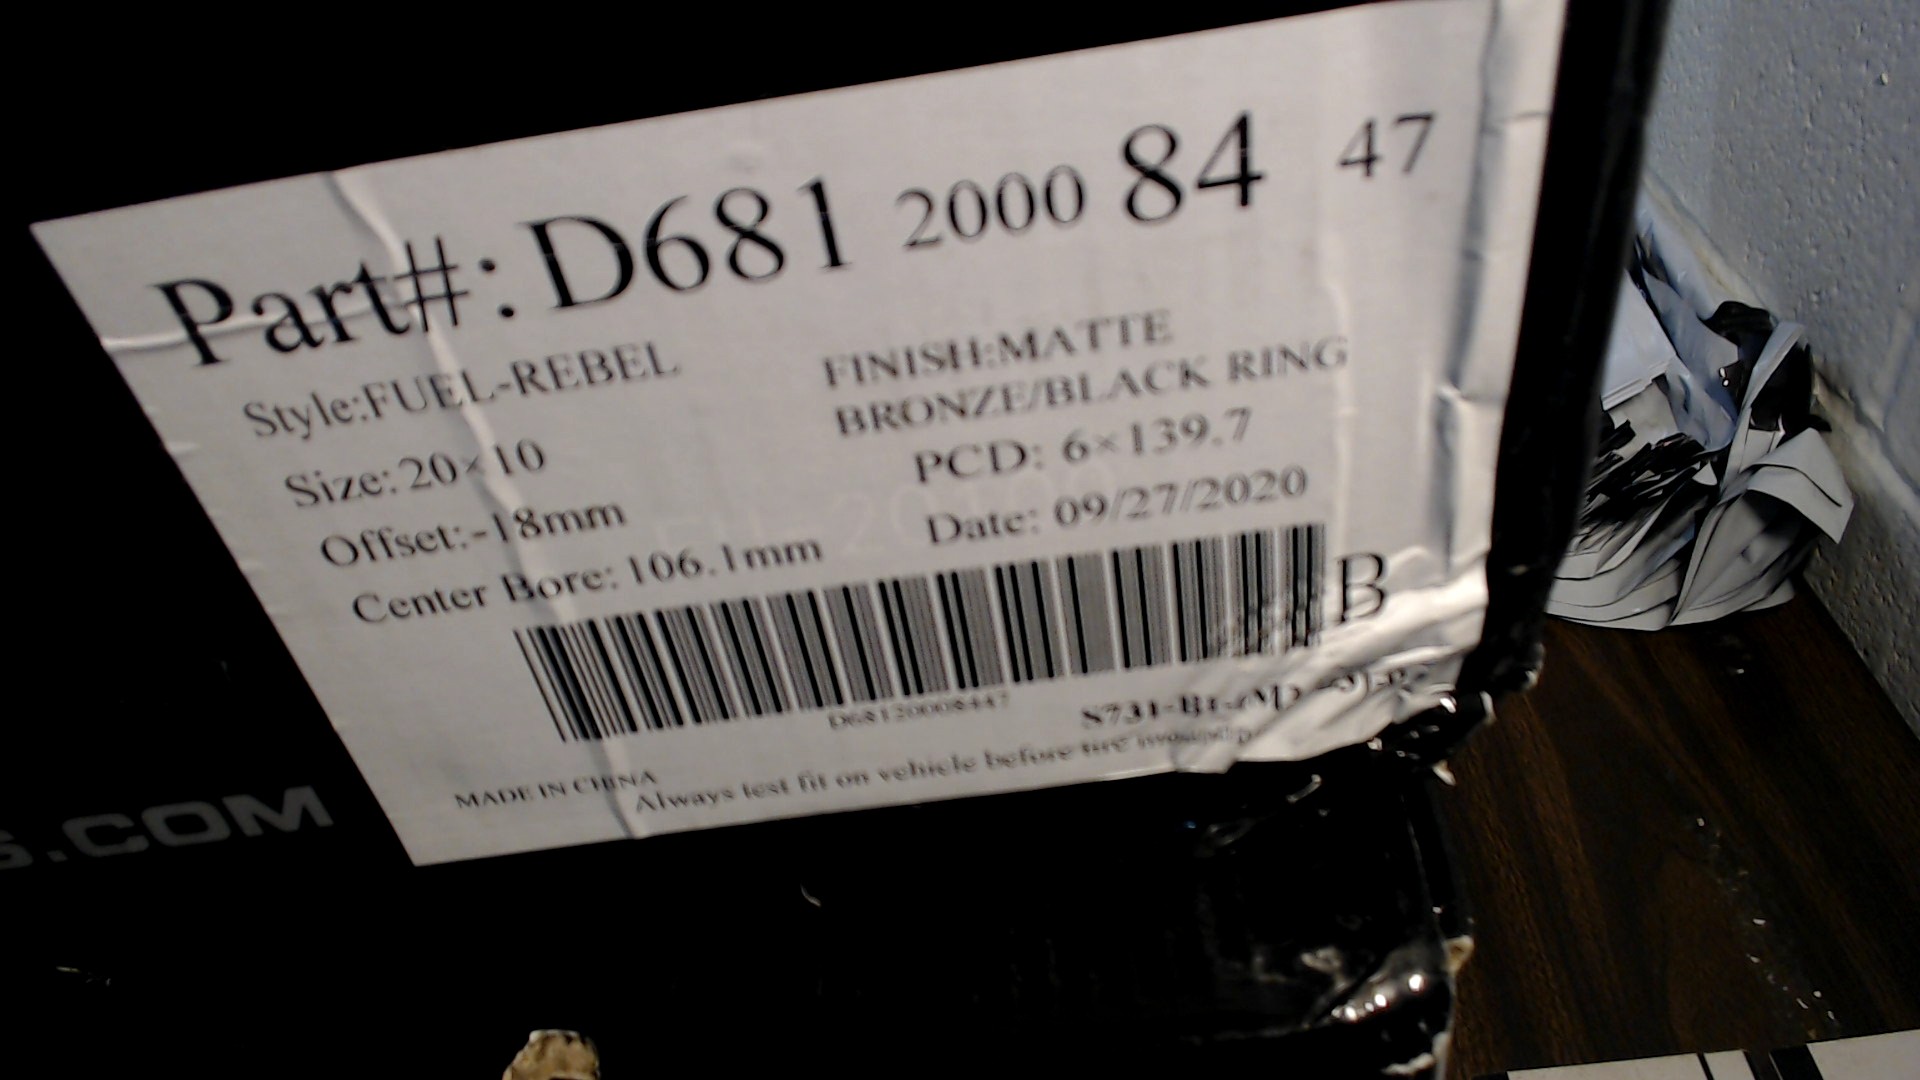 Part#: D681 2000 84 47
Style:FUEL-REBEL
FINISH:MATTE
BRONZE/BLACK RING
Size: 20×10
PCD: 6×139.7
Offset:-18mm
Date: 09/27/2020
Center Bore: 106.1mm
B
D68120008447
MADE IN CHINA
Always test fit on vehicle before tire
S.COM